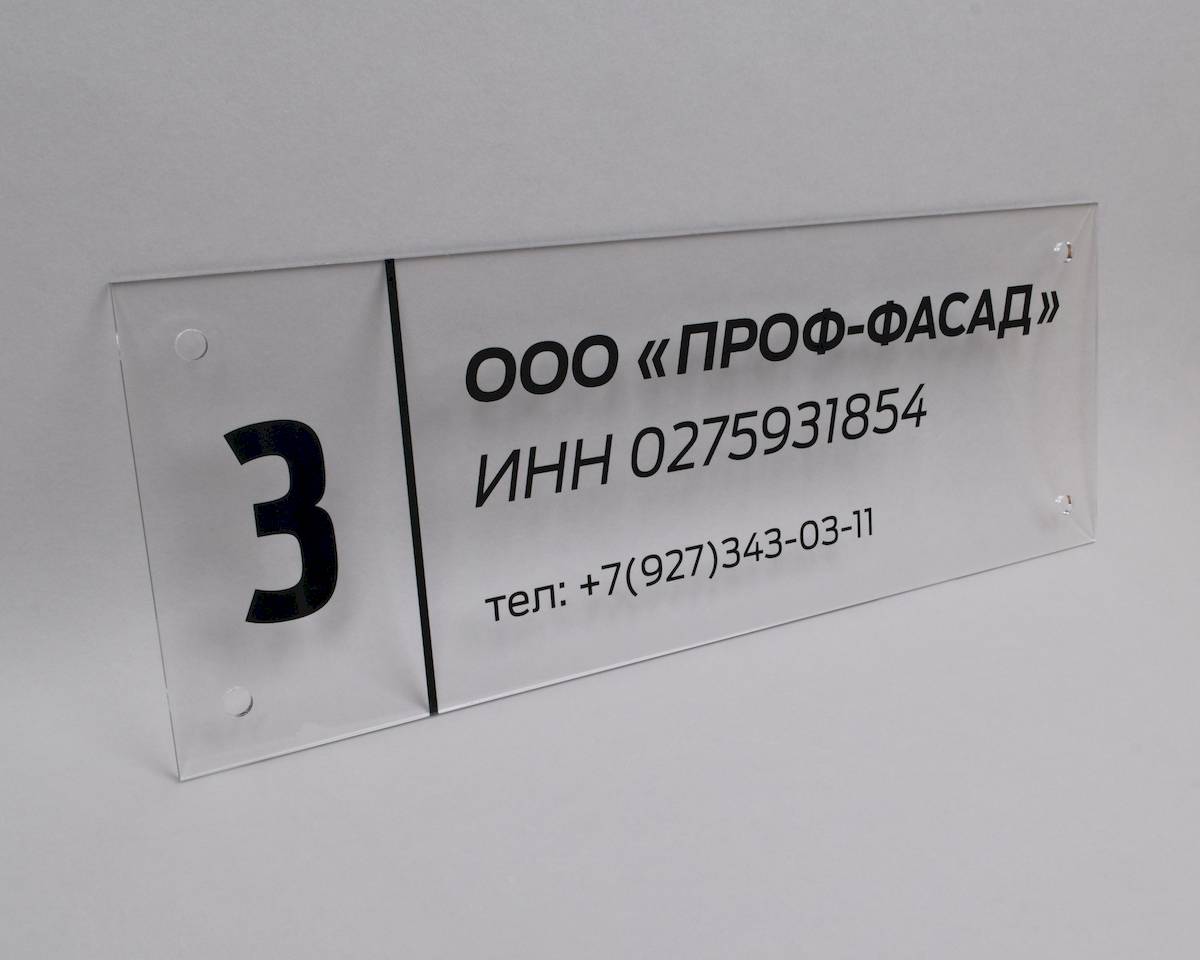 3
ООО «ПРОФ-ФАСАД»
ИНН 0275931854
тел: +7(927)343-03-11